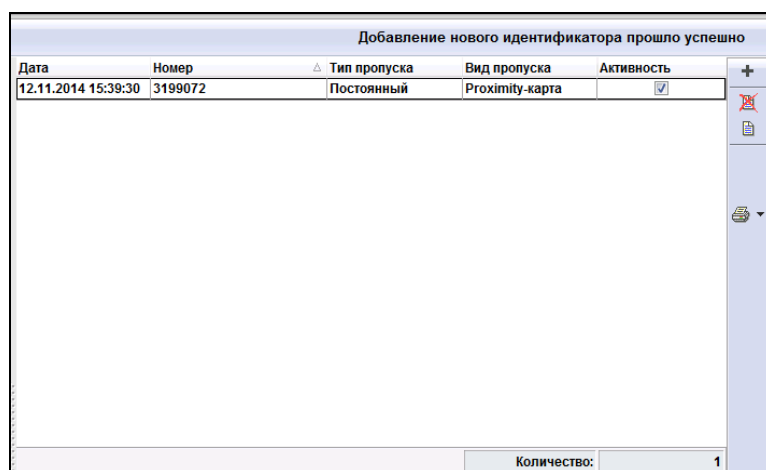 Добавление нового идентификатора прошло успешно
Дата Номер Тип пропуска Вид пропуска Активность
12.11.2014 15:39:30 3199072 Постоянный Proximity-карта
Количество: 1